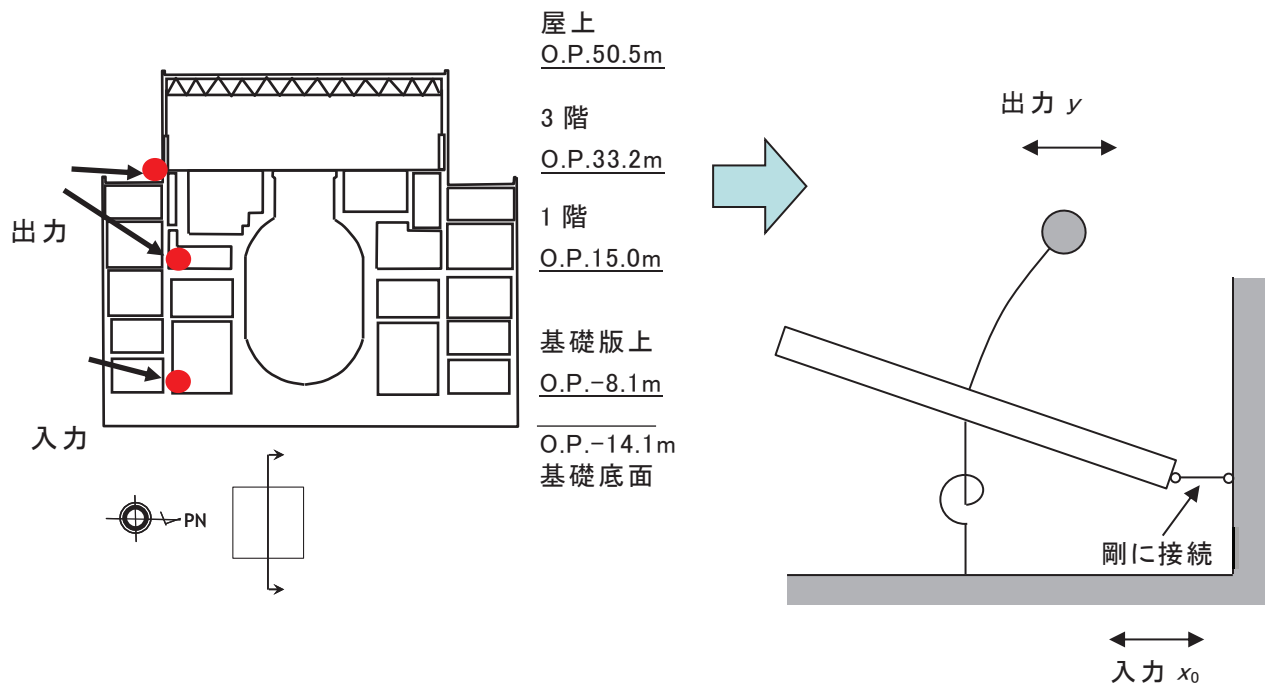 屋上
O.P.50.5m
3階
O.P.33.2m
1階
O.P.15.0m
基礎版上
O.P.-8.1m
O.P.-14.1m
基礎底面
出力
入力
PN
出力 y
剛に接続
入力 x₀